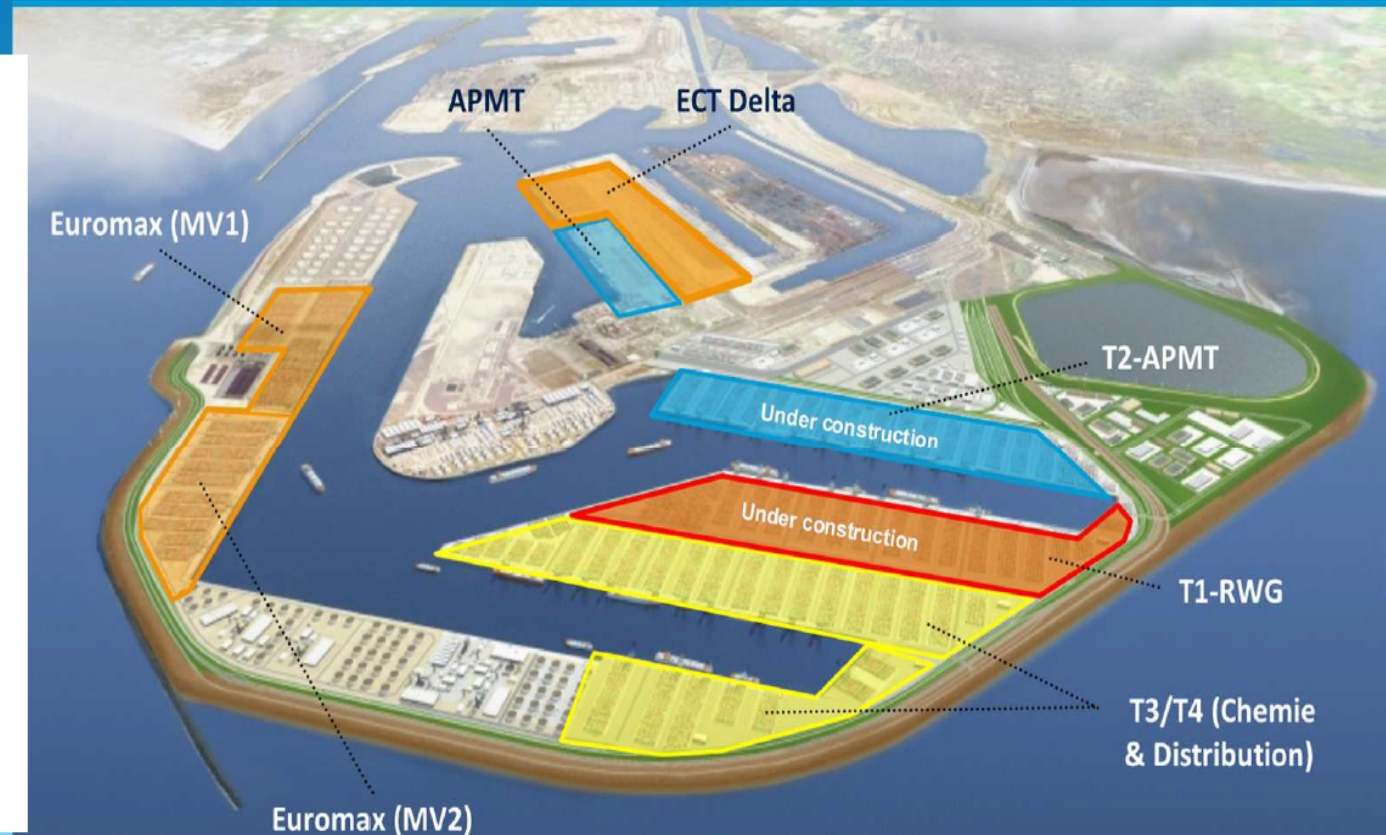 APMT
ECT Delta
Euromax (MV1)
T2-APMT
Under construction
Under construction
T1-RWG
T3/T4 (Chemie
& Distribution)
Euromax (MV2)